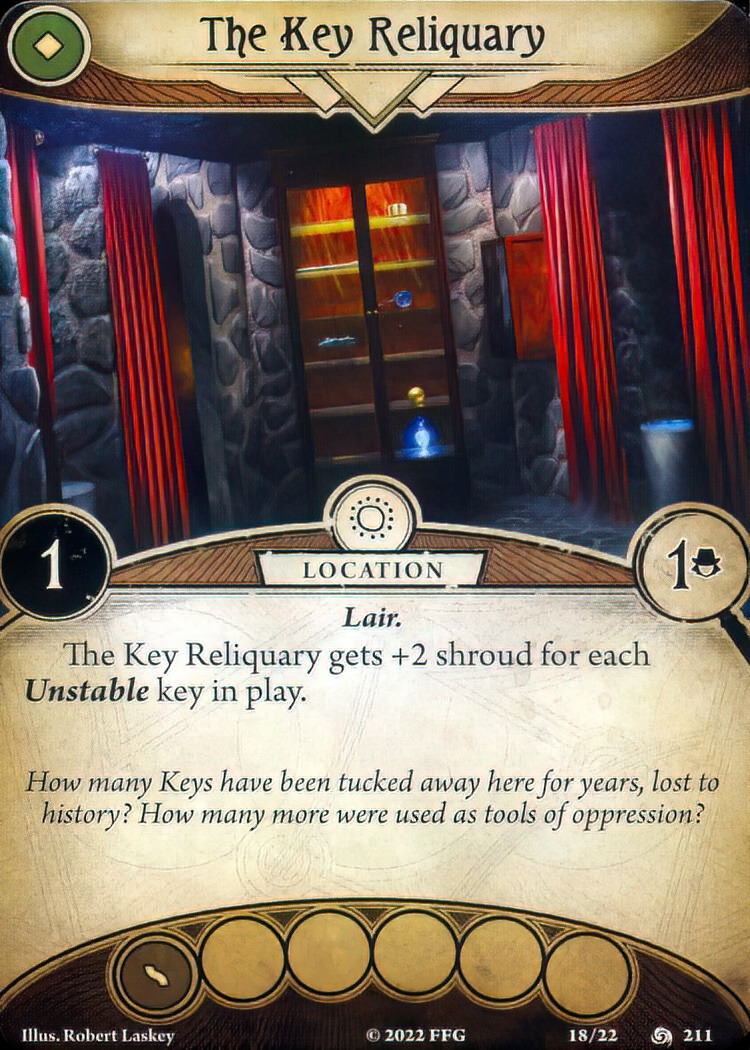 The Key Reliquary
1
1
LOCATION
Lair.
The Key Reliquary gets +2 shroud for each
Unstable key in play.
How many Keys have been tucked away here for years, lost to
history? How many more were used as tools of oppression?
Illus. Robert Laskey © 2022 FFG 18/22 211